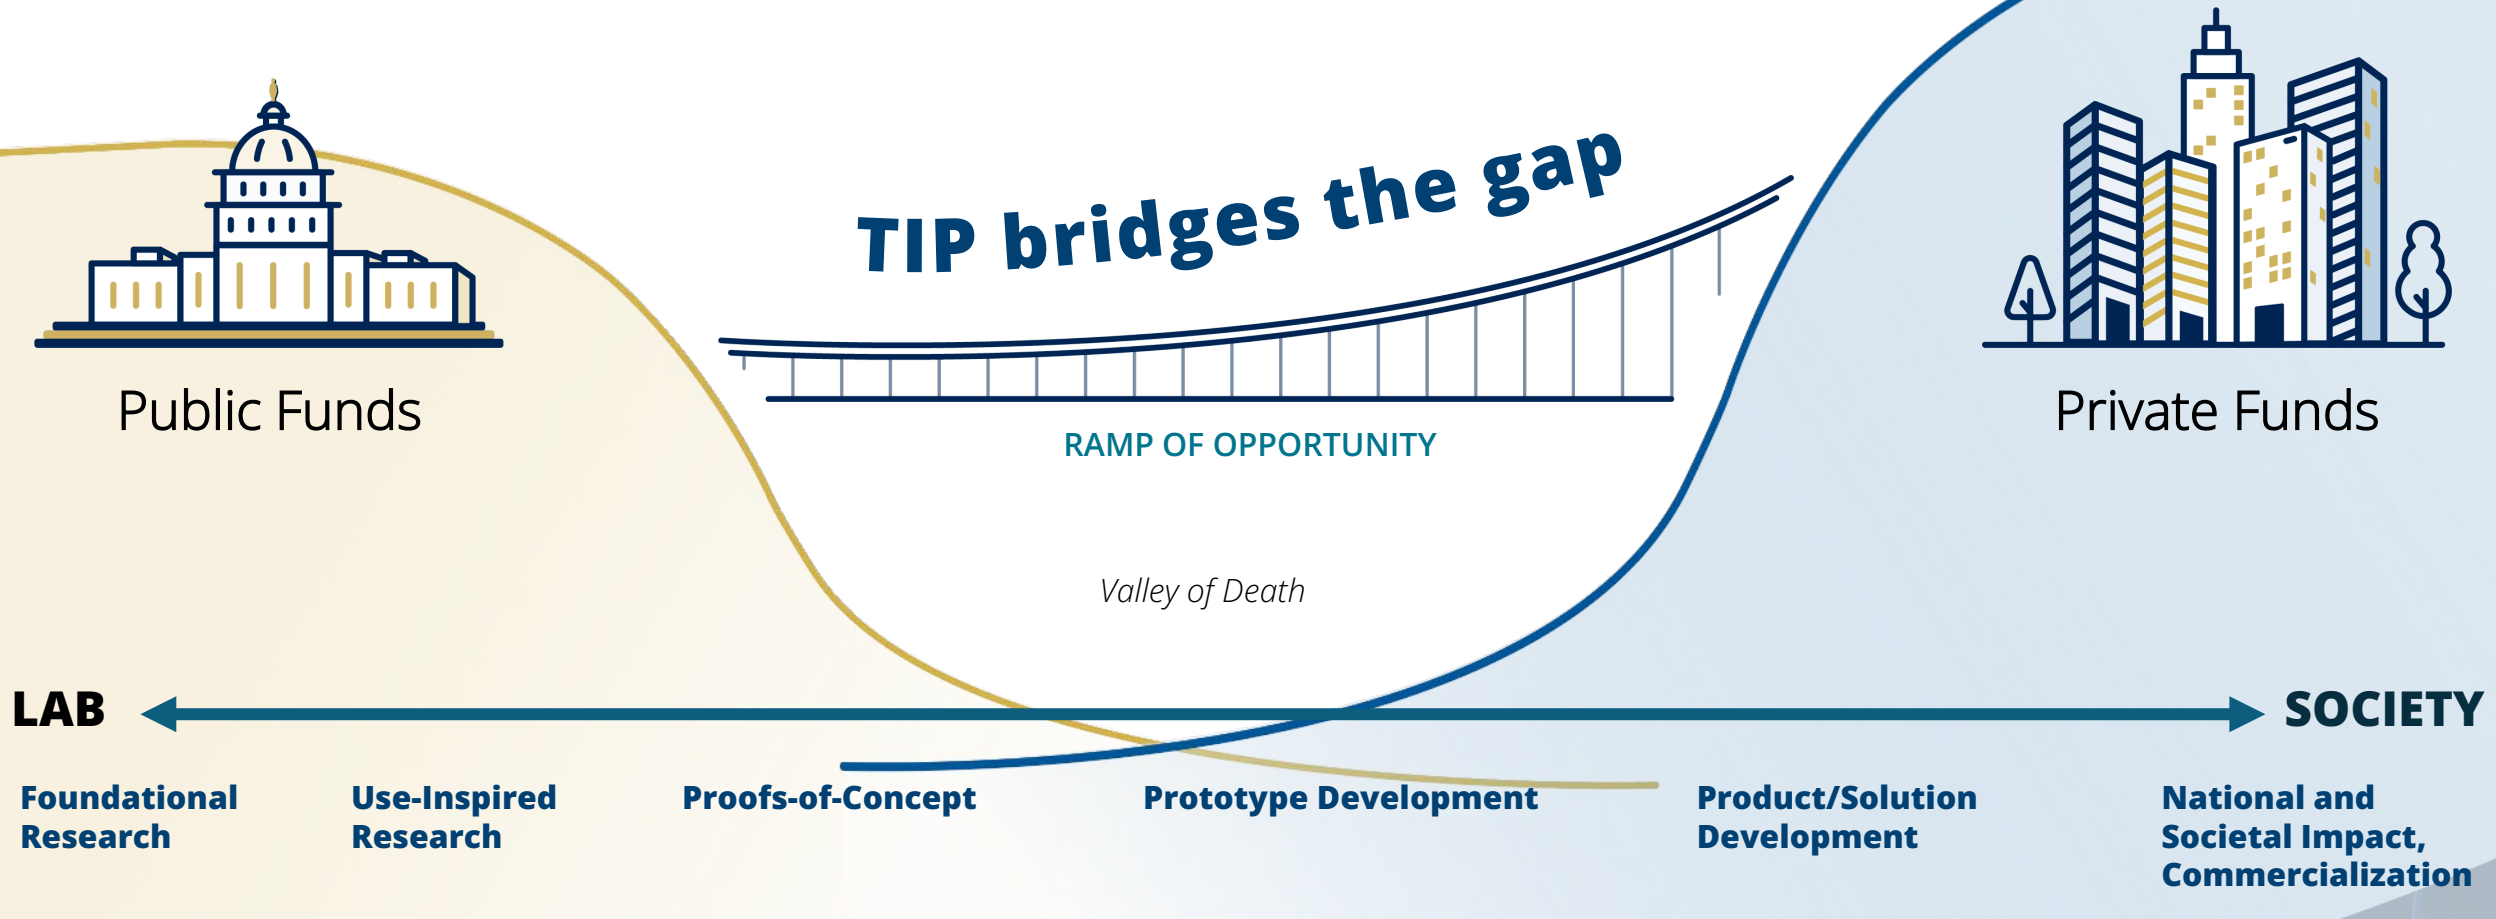 TIP bridges the gap
Public Funds
Private Funds
RAMP OF OPPORTUNITY
Valley of Death
LAB
SOCIETY
Foundational
Research
Use-Inspired
Research
Proofs-of-Concept
Prototype Development
Product/Solution
Development
National and
Societal Impact,
Commercialization